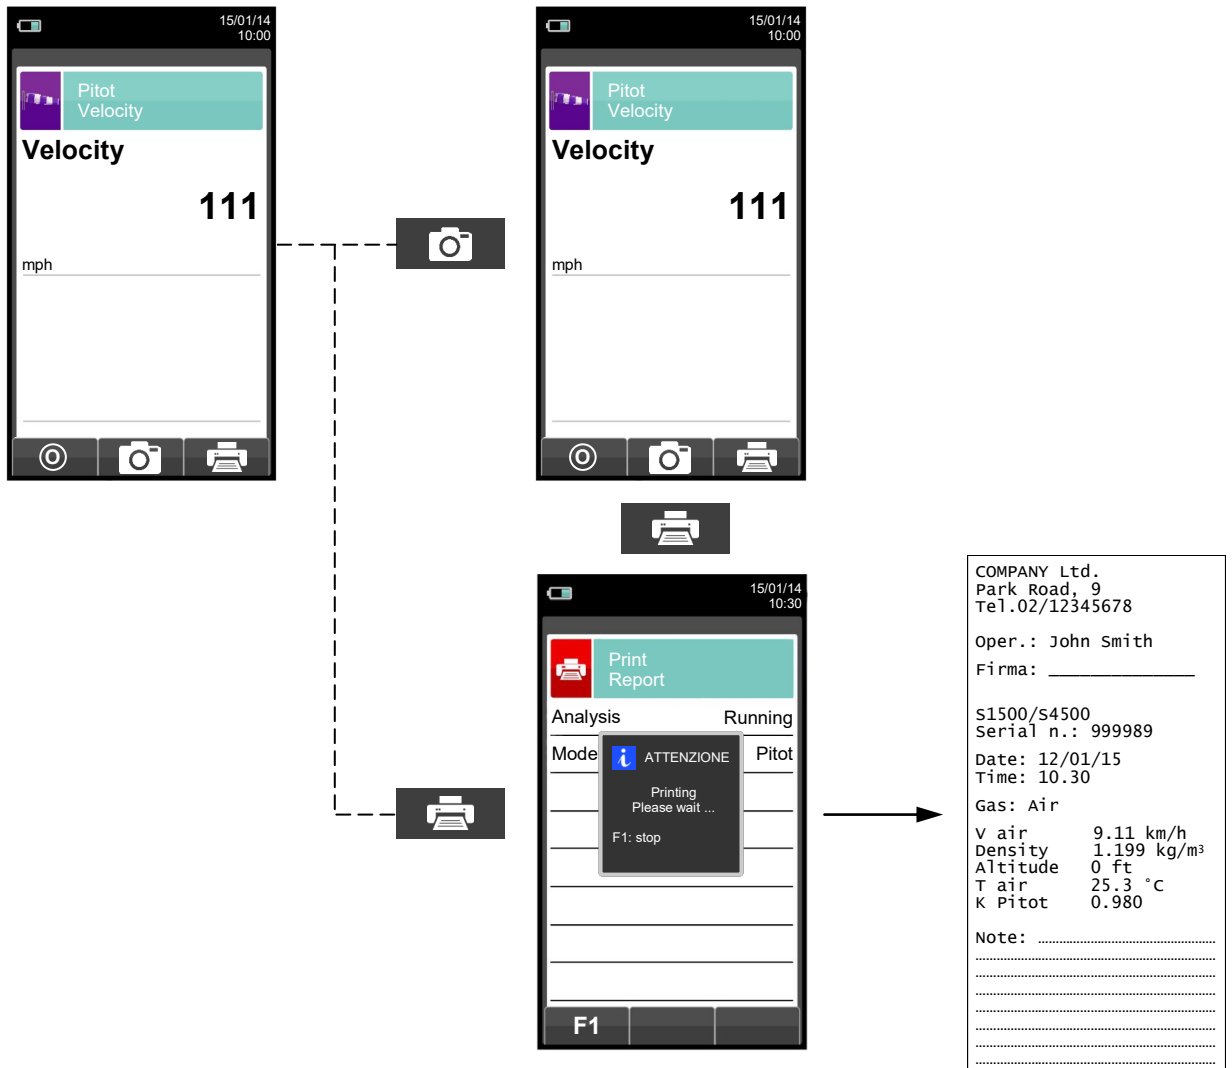 15/01/14
10:00
Pitot
Velocity
Velocity
111
mph
15/01/14
10:00
Pitot
Velocity
Velocity
111
mph
15/01/14
10:30
Print
Report
Analysis Running
Mode Pitot
i ATTENZIONE
Printing
Please wait ...
F1: stop
F1
COMPANY Ltd.
Park Road, 9
Tel.02/12345678
Oper.: John Smith
Firma: ______________
S1500/S4500
Serial n.: 999989
Date: 12/01/15
Time: 10.30
Gas: Air
V air 9.11 km/h
Density 1.199 kg/m³
Altitude 0 ft
T air 25.3 °C
K Pitot 0.980
Note: ..................................................